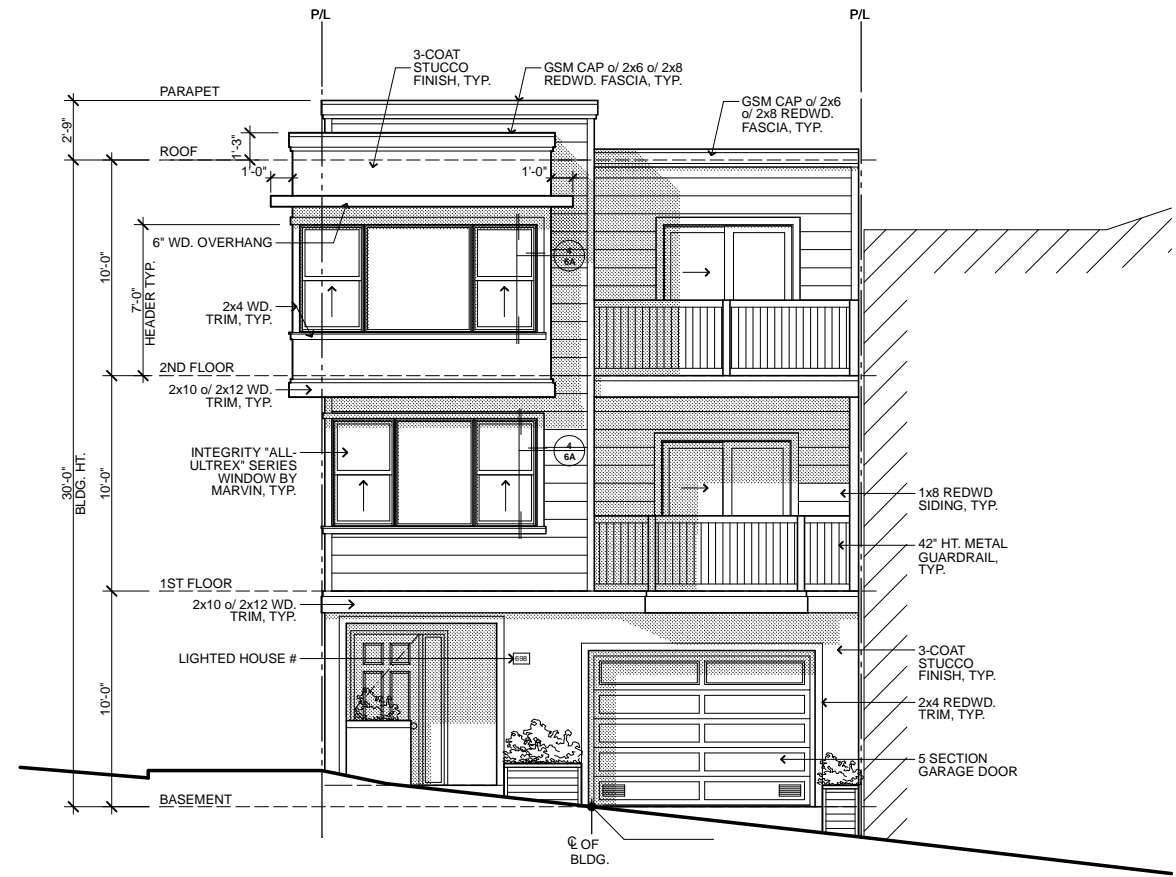 P/L
P/L
3-COAT
STUCCO
FINISH, TYP.
GSM CAP o/ 2x6 o/ 2x8
REDWD. FASCIA, TYP.
GSM CAP o/ 2x6
o/ 2x8 REDWD.
FASCIA, TYP.
PARAPET
2'-9"
1'-3"
ROOF
1'-0"
1'-0"
6" WD. OVERHANG
4
6A
10'-0"
7'-0"
HEADER TYP.
2x4 WD.
TRIM, TYP.
2ND FLOOR
2x10 o/ 2x12 WD.
TRIM, TYP.
4
6A
INTEGRITY "ALL-
ULTREX" SERIES
WINDOW BY
MARVIN, TYP.
30'-0"
BLDG. HT.
10'-0"
1x8 REDWD
SIDING, TYP.
42" HT. METAL
GUARDRAIL,
TYP.
1ST FLOOR
2x10 o/ 2x12 WD.
TRIM, TYP.
LIGHTED HOUSE #
698
3-COAT
STUCCO
FINISH, TYP.
10'-0"
2x4 REDWD.
TRIM, TYP.
5 SECTION
GARAGE DOOR
BASEMENT
℄ OF
BLDG.